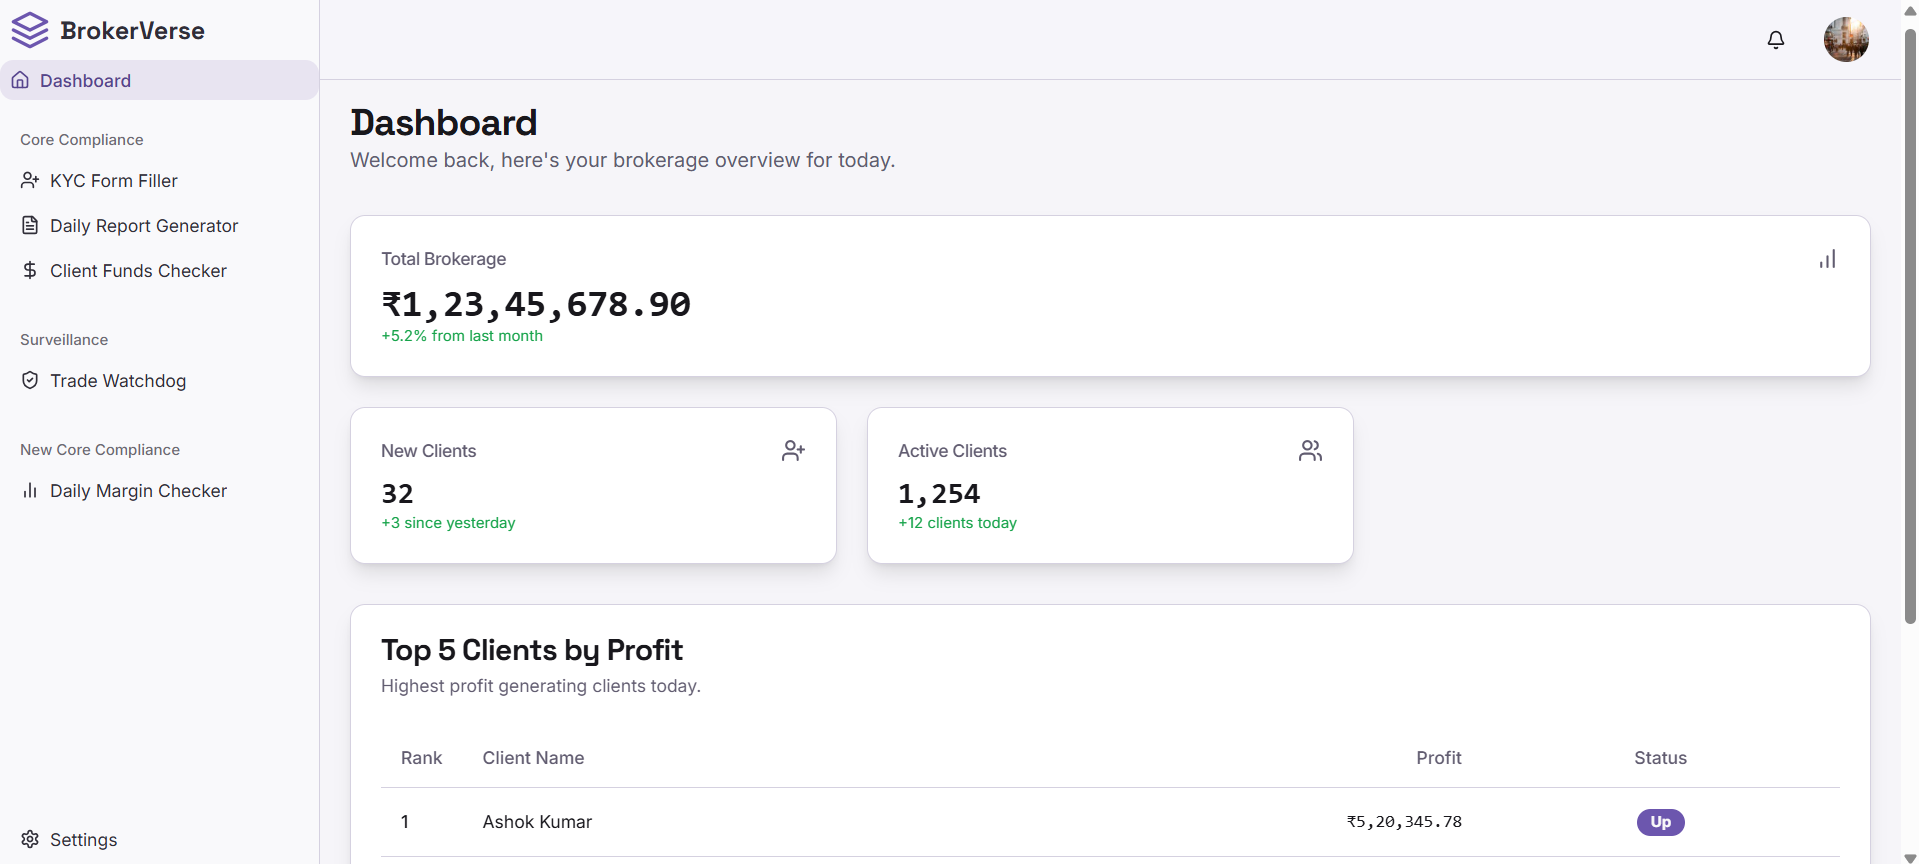 BrokerVerse
Dashboard
Core Compliance
KYC Form Filler
Daily Report Generator
Client Funds Checker
Surveillance
Trade Watchdog
New Core Compliance
Daily Margin Checker
Settings
Dashboard
Welcome back, here's your brokerage overview for today.
Total Brokerage
₹1,23,45,678.90
+5.2% from last month
New Clients
32
+3 since yesterday
Active Clients
1,254
+12 clients today
Top 5 Clients by Profit
Highest profit generating clients today.
Rank Client Name Profit Status
1 Ashok Kumar ₹5,20,345.78 Up